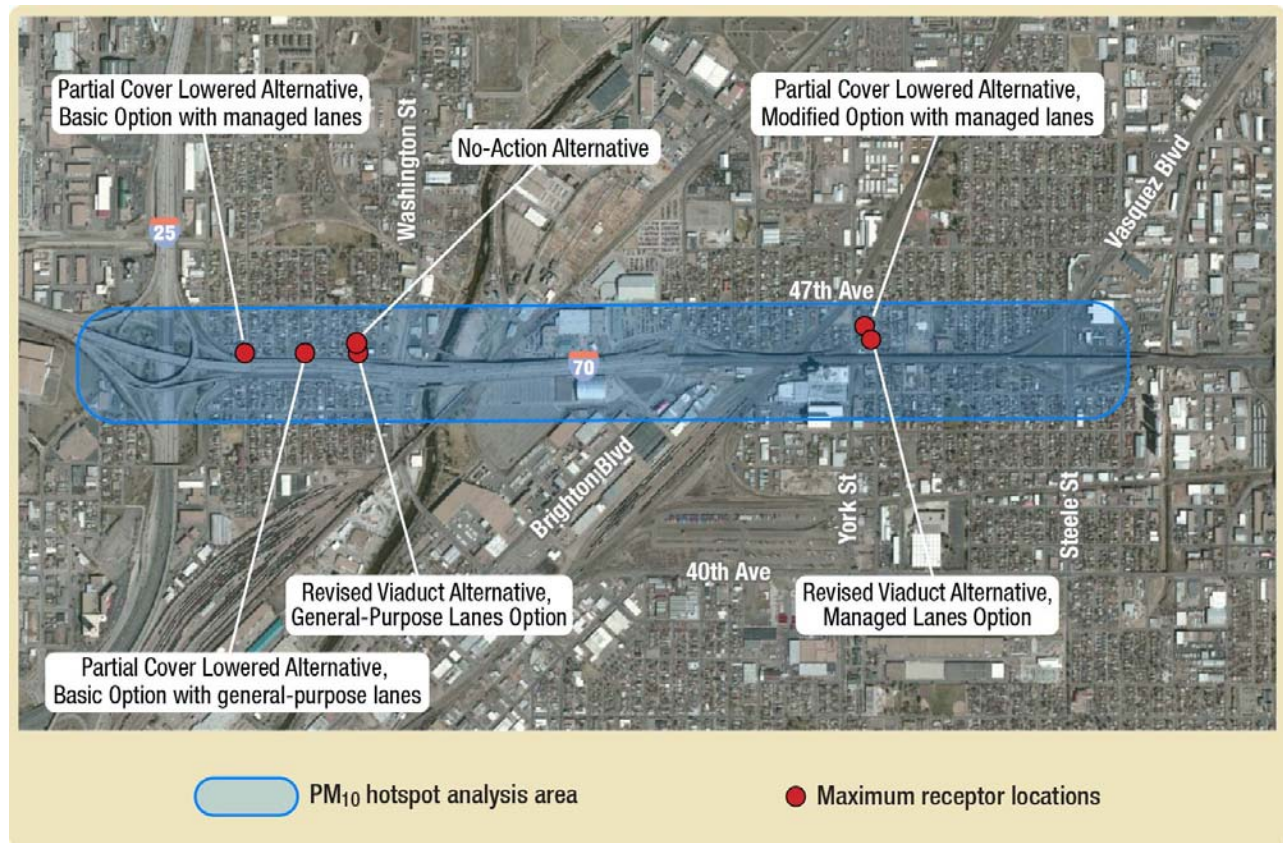 Partial Cover Lowered Alternative,
Basic Option with managed lanes
No-Action Alternative
Partial Cover Lowered Alternative,
Modified Option with managed lanes
Washington St
Vasquez Blvd
25
47th Ave
70
Brighton Blvd
York St
Steele St
40th Ave
Revised Viaduct Alternative,
General-Purpose Lanes Option
Revised Viaduct Alternative,
Managed Lanes Option
Partial Cover Lowered Alternative,
Basic Option with general-purpose lanes
PM₁₀ hotspot analysis area
Maximum receptor locations